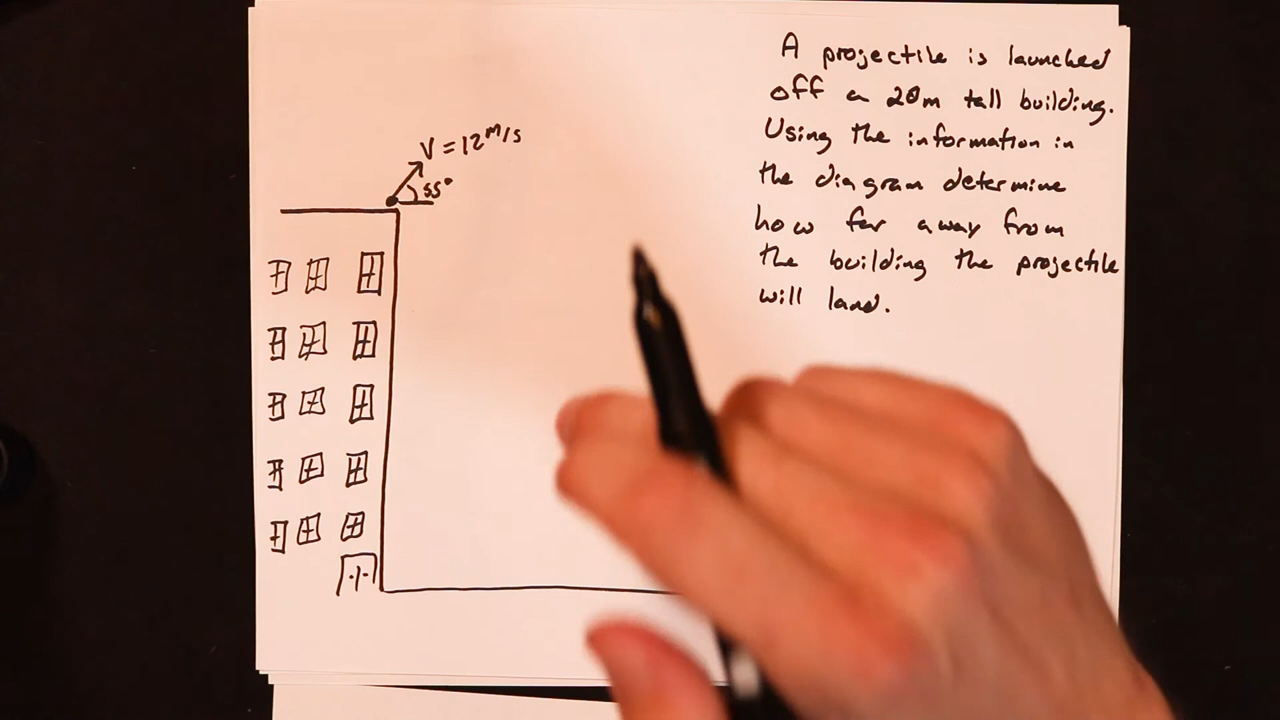 A projectile is launched
off a 20m tall building.
Using the information in
the diagram determine
how far away from
the building the projectile
will land.
V = 12 m/s
55°